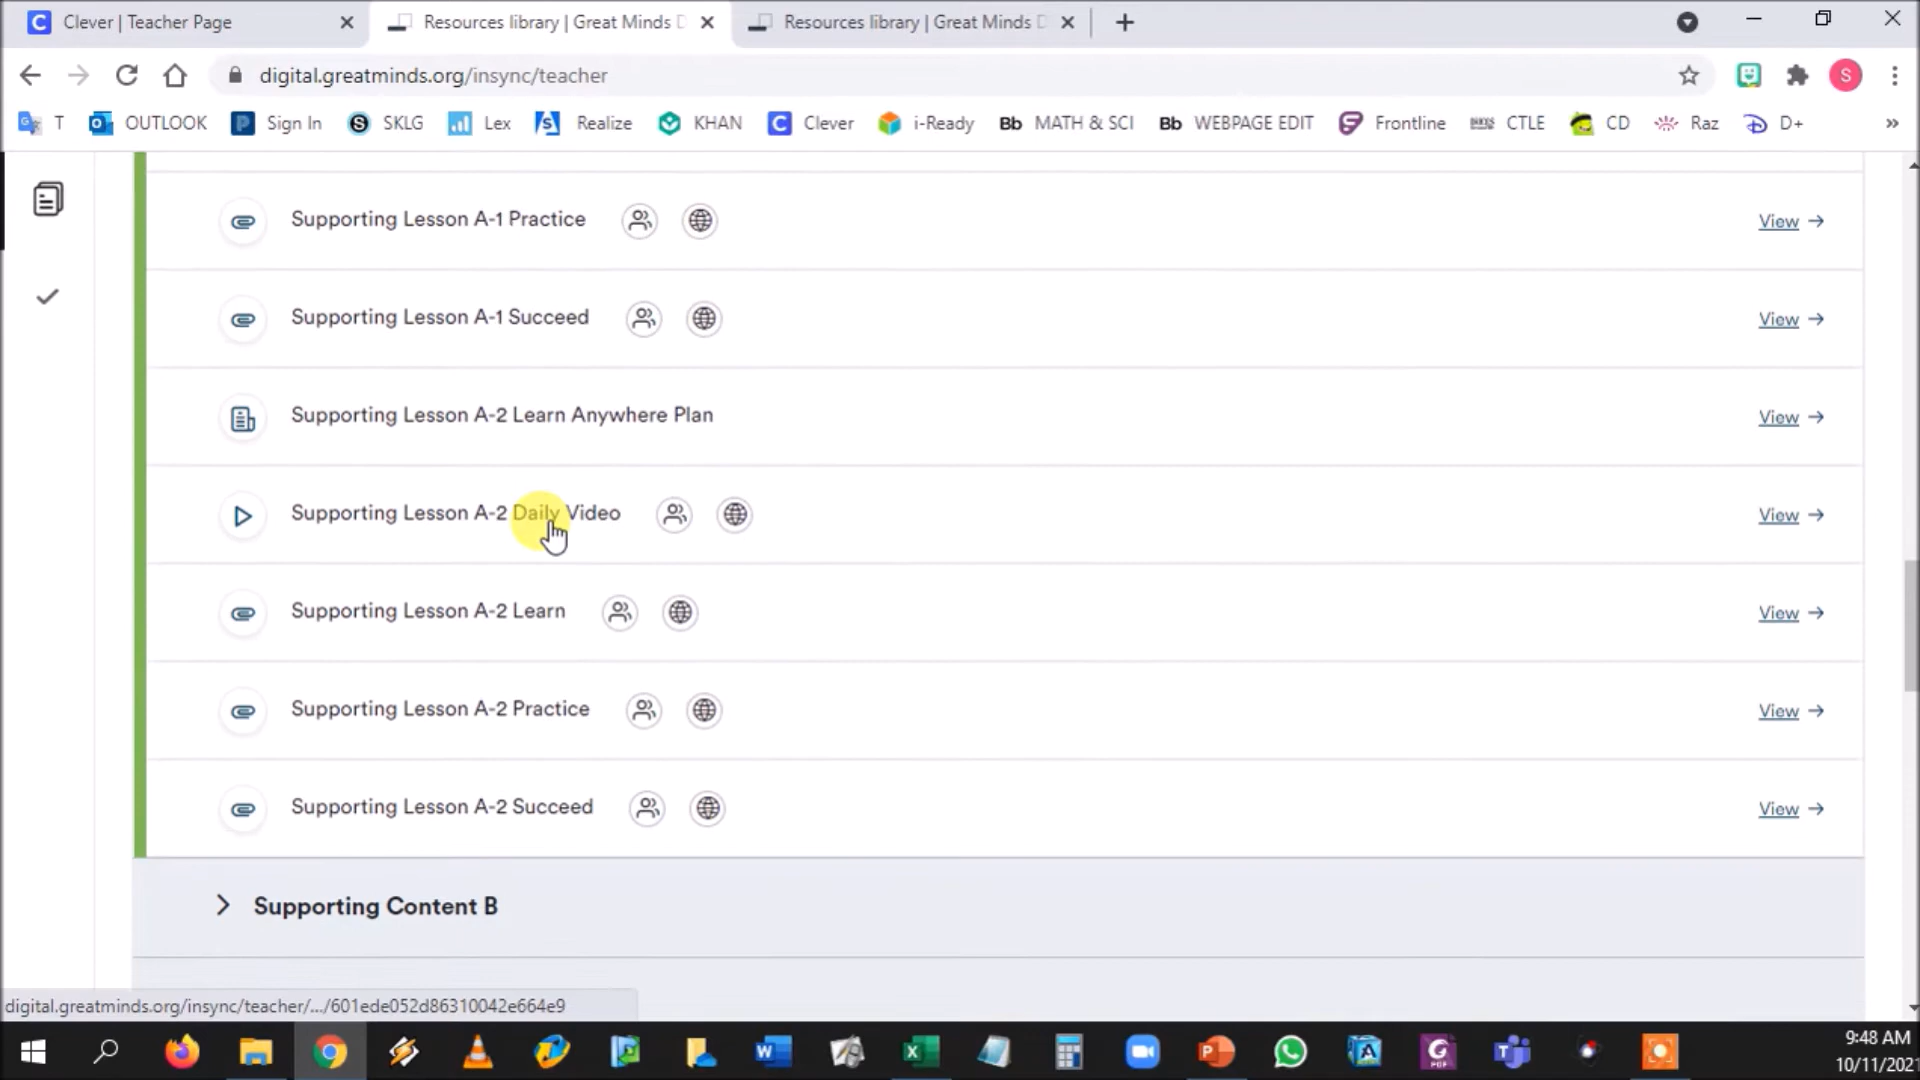 Clever | Teacher Page
Resources library | Great Minds D
Resources library | Great Minds D
digital.greatminds.org/insync/teacher
S
T OUTLOOK Sign In SKLG Lex Realize KHAN Clever i-Ready Bb MATH & SCI Bb WEBPAGE EDIT Frontline CTLE CD Raz D+ »
Supporting Lesson A-1 Practice View →
Supporting Lesson A-1 Succeed View →
Supporting Lesson A-2 Learn Anywhere Plan View →
Supporting Lesson A-2 Daily Video View →
Supporting Lesson A-2 Learn View →
Supporting Lesson A-2 Practice View →
Supporting Lesson A-2 Succeed View →
Supporting Content B
digital.greatminds.org/insync/teacher/.../601ede052d86310042e664e9
9:48 AM
10/11/2021